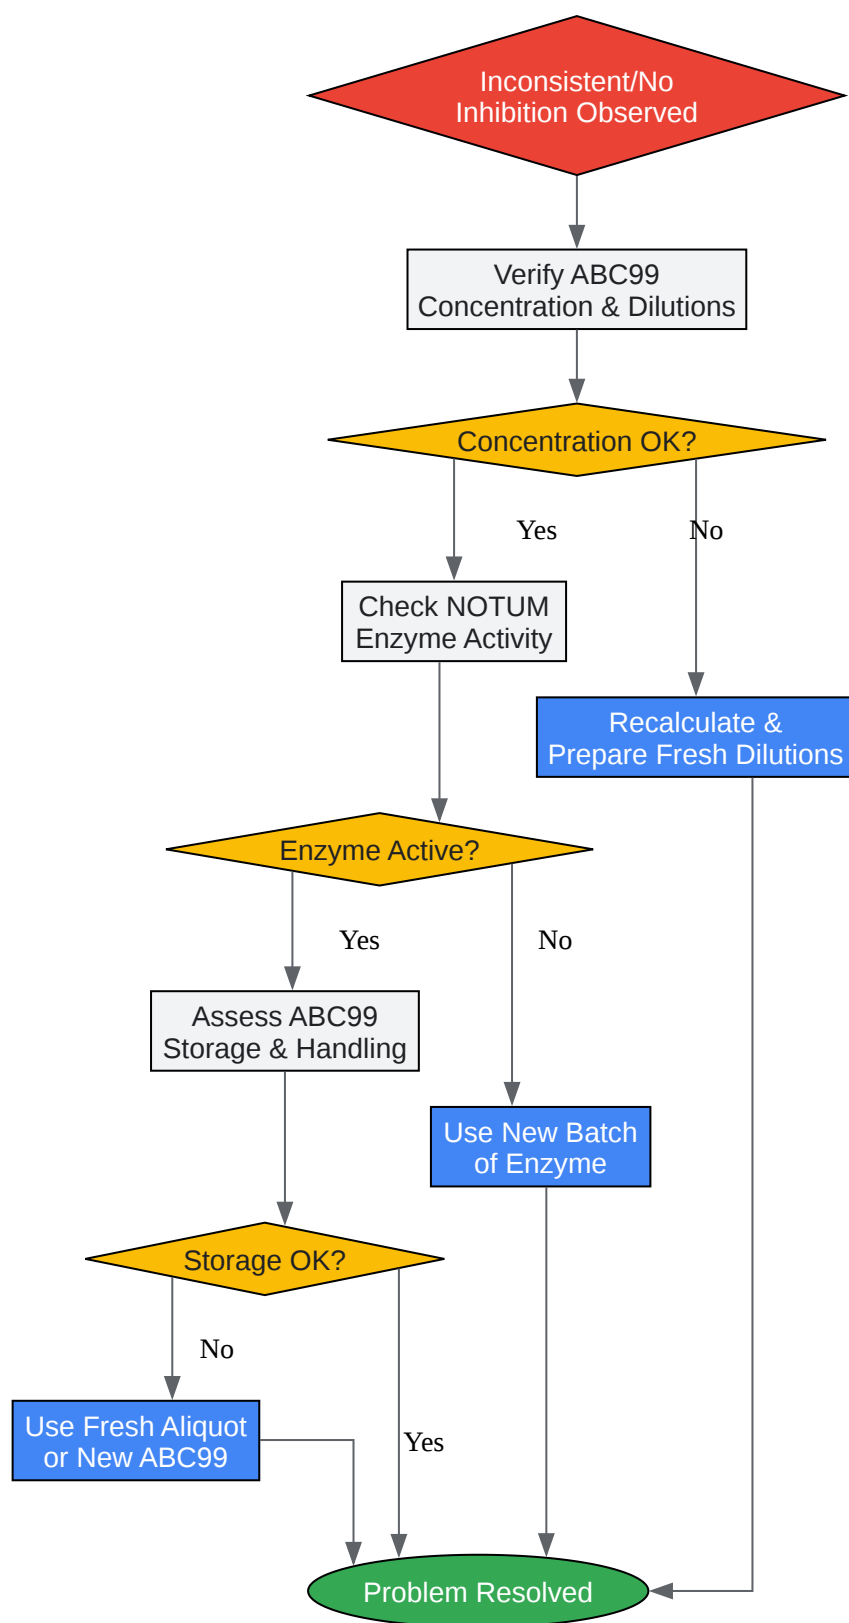 Inconsistent/No
Inhibition Observed
Verify ABC99
Concentration & Dilutions
Concentration OK?
Yes
No
Check NOTUM
Enzyme Activity
Recalculate &
Prepare Fresh Dilutions
Enzyme Active?
Yes
No
Assess ABC99
Storage & Handling
Use New Batch
of Enzyme
Storage OK?
No
Use Fresh Aliquot
or New ABC99
Yes
Problem Resolved